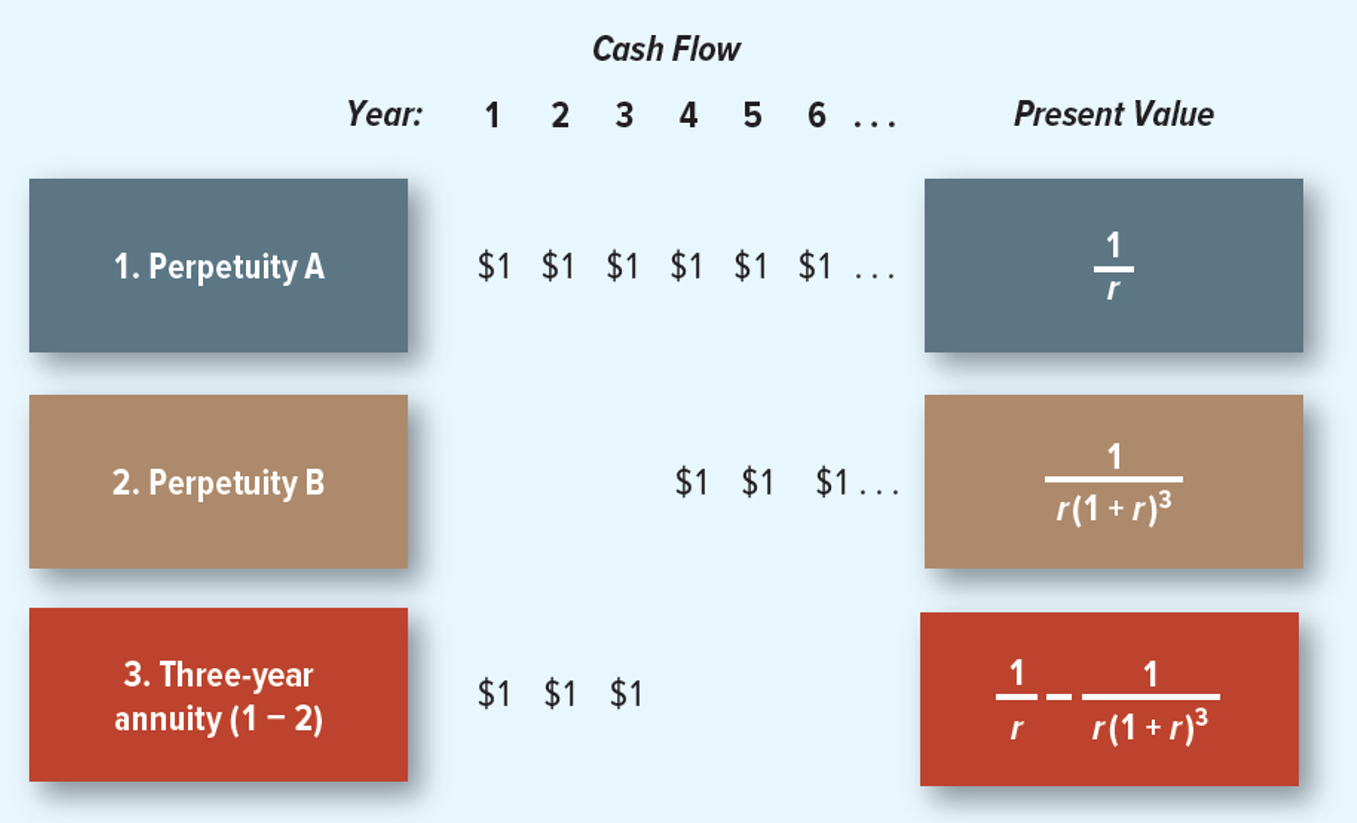 Cash Flow
Year: 1 2 3 4 5 6 ... Present Value
1. Perpetuity A $1 $1 $1 $1 $1 $1 ... 1/r
2. Perpetuity B $1 $1 $1 ... 1/r(1 + r)³
3. Three-year
annuity (1 − 2) $1 $1 $1 1/r − 1/r(1 + r)³